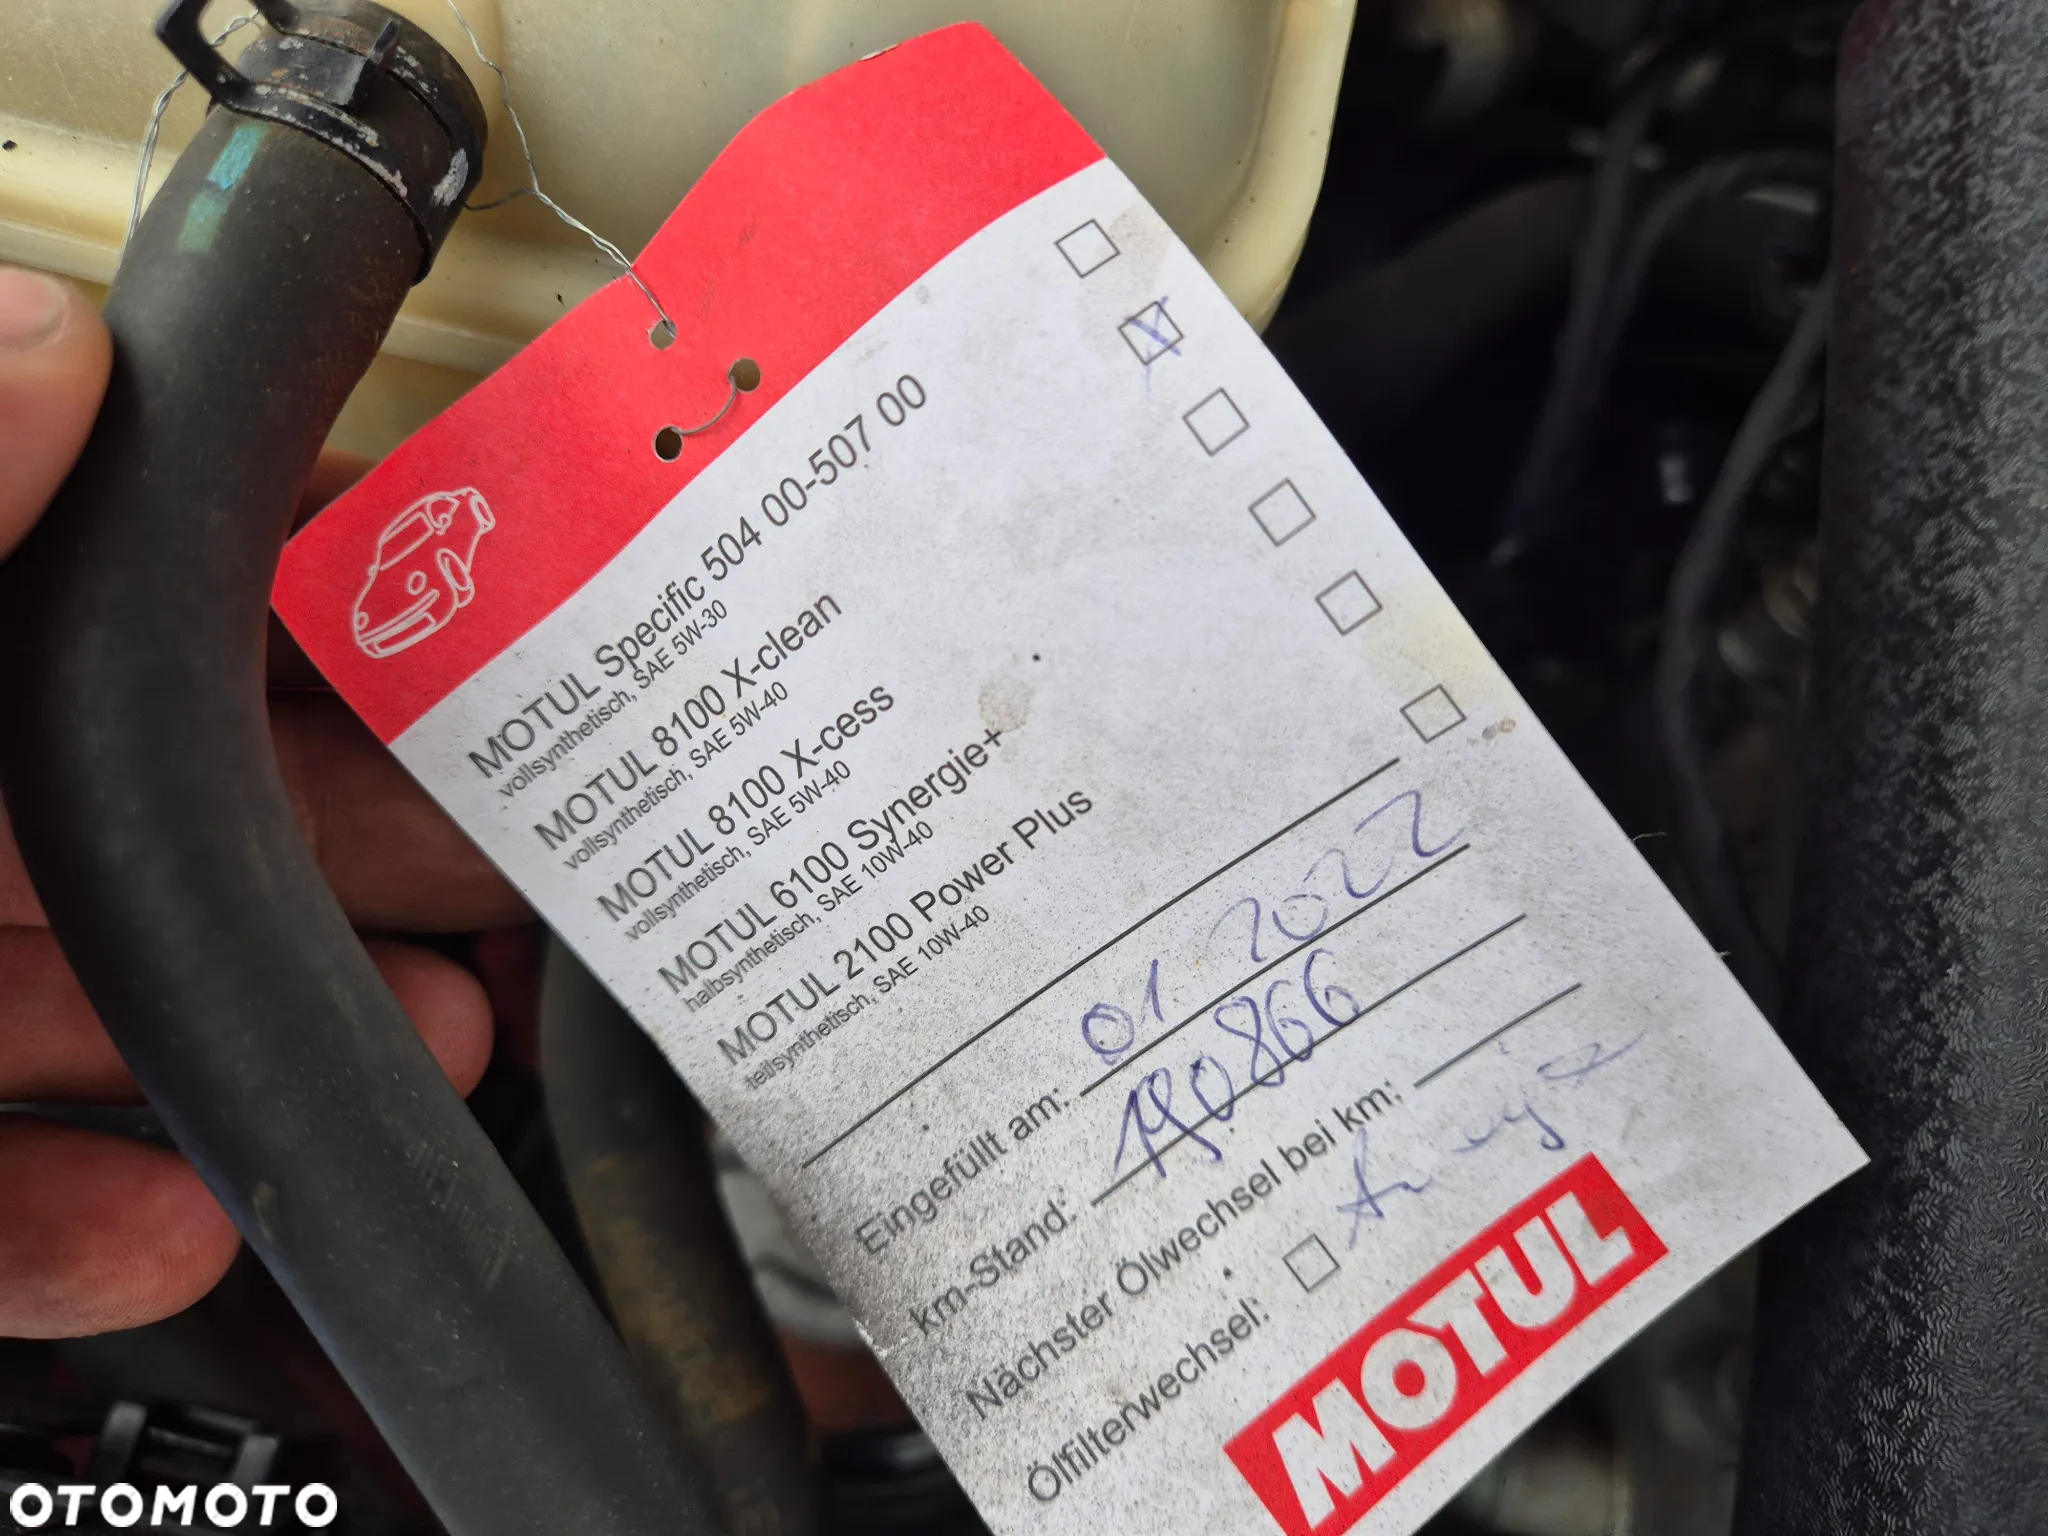 MOTUL Specific 504 00-507 00
vollsynthetisch, SAE 5W-30
MOTUL 8100 X-clean
vollsynthetisch, SAE 5W-40
MOTUL 8100 X-cess
vollsynthetisch, SAE 5W-40
MOTUL 6100 Synergie+
halbsynthetisch, SAE 10W-40
MOTUL 2100 Power Plus
teilsynthetisch, SAE 10W-40
Eingefüllt am: 01 2022
km-Stand: 190866
Nächster Ölwechsel bei km:
Ölfilterwechsel:
MOTUL
OTOMOTO